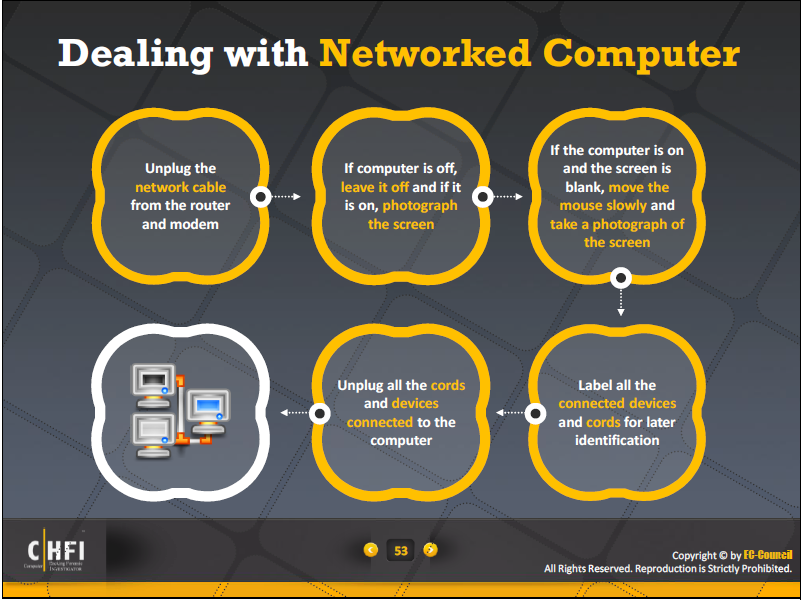 Dealing with Networked Computer
Unplug the
network cable
from the router
and modem
If computer is off,
leave it off and if it
is on, photograph
the screen
If the computer is on
and the screen is
blank, move the
mouse slowly and
take a photograph of
the screen
Label all the
connected devices
and cords for later
identification
Unplug all the cords
and devices
connected to the
computer
CHFI
Computer Hacking Forensic
INVESTIGATOR
53
Copyright © by EC-Council
All Rights Reserved. Reproduction is Strictly Prohibited.